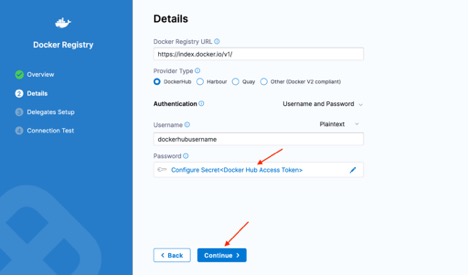 Docker Registry
Overview
2 Details
3 Delegates Setup
4 Connection Test
Details
Docker Registry URL
https://index.docker.io/v1/
Provider Type
DockerHub Harbour Quay Other (Docker V2 compliant)
Authentication Username and Password
Username Plaintext
dockerhubusername
Password
Configure Secret<Docker Hub Access Token>
< Back Continue >